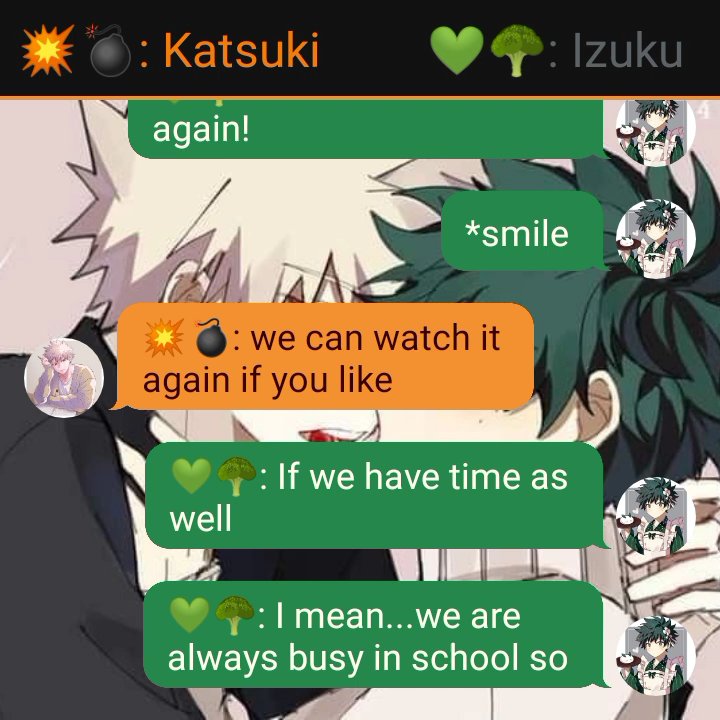 💥💣: Katsuki
💚🥦: Izuku
again!
*smile
💥💣: we can watch it
again if you like
💚🥦: If we have time as
well
💚🥦: I mean...we are
always busy in school so